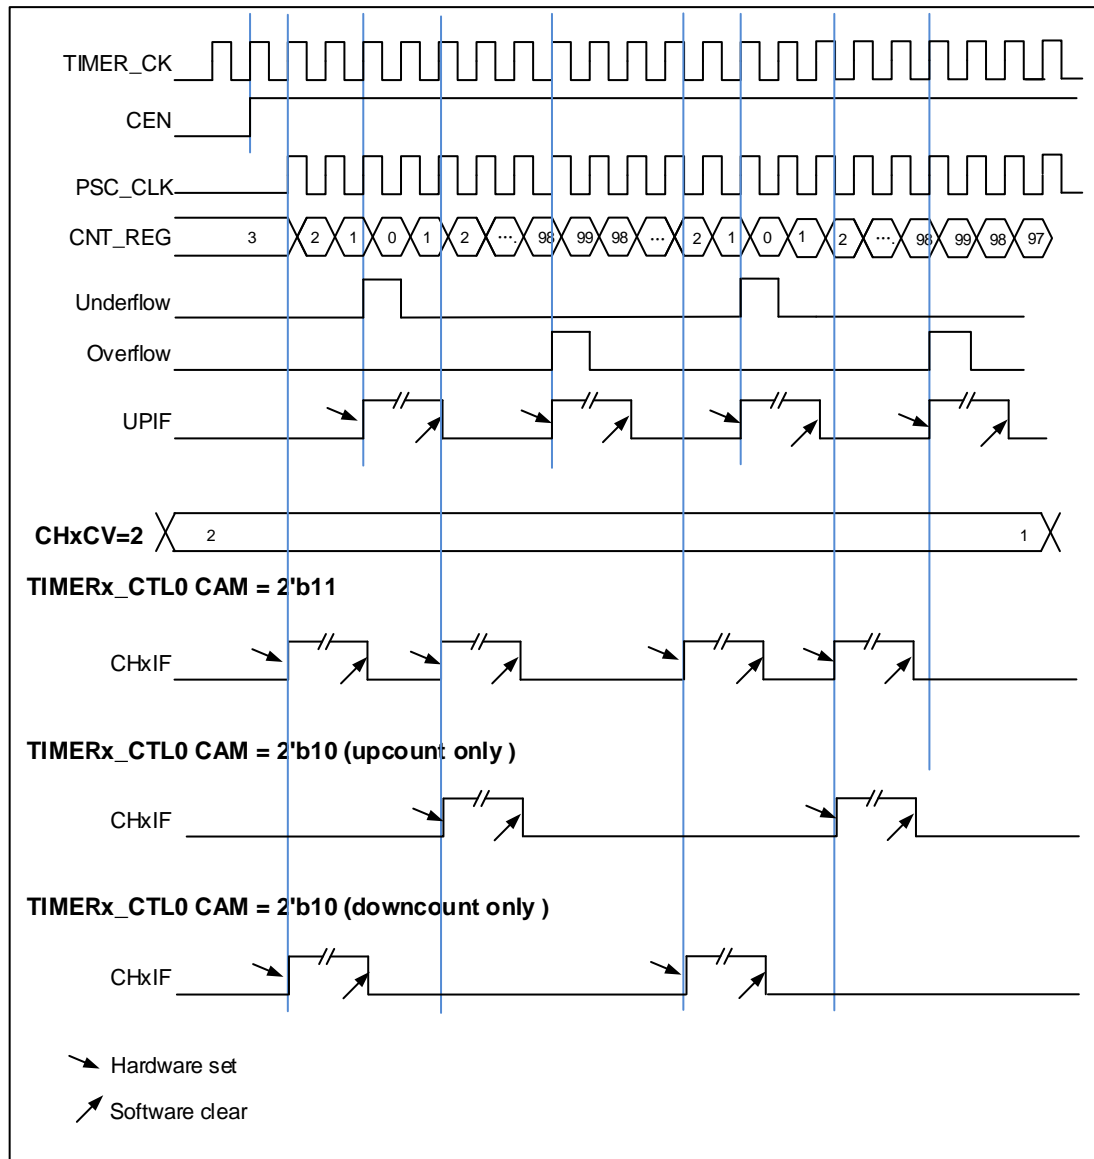 TIMER_CK
CEN
PSC_CLK
CNT_REG 3 2 1 0 1 2 .... 98 99 98 ... 2 1 0 1 2 .... 98 99 98 97
Underflow
Overflow
UPIF
CHxCV=2 2 1
TIMERx_CTL0 CAM = 2'b11
CHxIF
TIMERx_CTL0 CAM = 2'b10 (upcount only )
CHxIF
TIMERx_CTL0 CAM = 2'b10 (downcount only )
CHxIF
Hardware set
Software clear